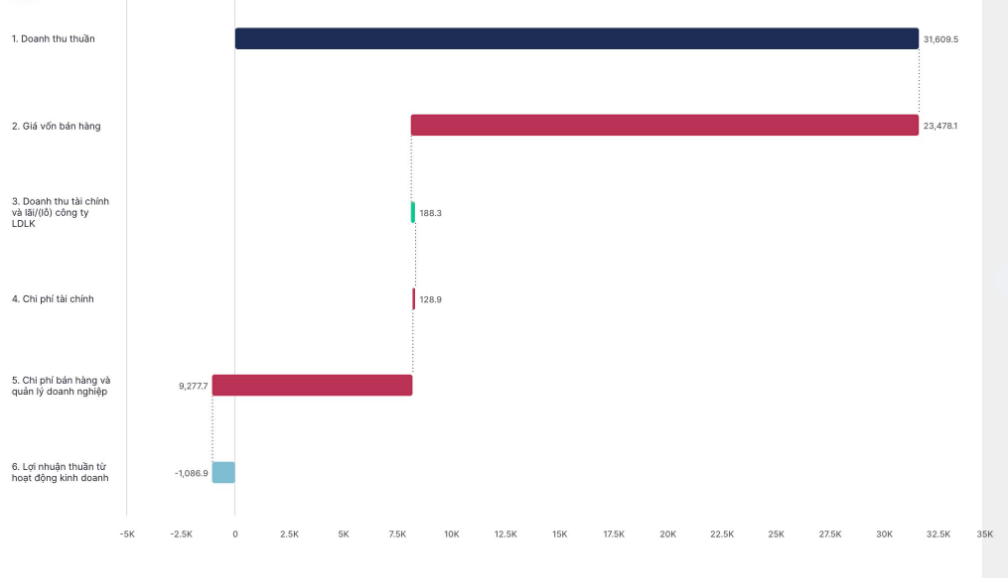 1. Doanh thu thuần
31,609.5
2. Giá vốn bán hàng
23,478.1
3. Doanh thu tài chính
và lãi/(lỗ) công ty
LDLK
188.3
4. Chi phí tài chính
128.9
5. Chi phí bán hàng và
quản lý doanh nghiệp
9,277.7
6. Lợi nhuận thuần từ
hoạt động kinh doanh
-1,086.9
-5K -2.5K 0 2.5K 5K 7.5K 10K 12.5K 15K 17.5K 20K 22.5K 25K 27.5K 30K 32.5K 35K